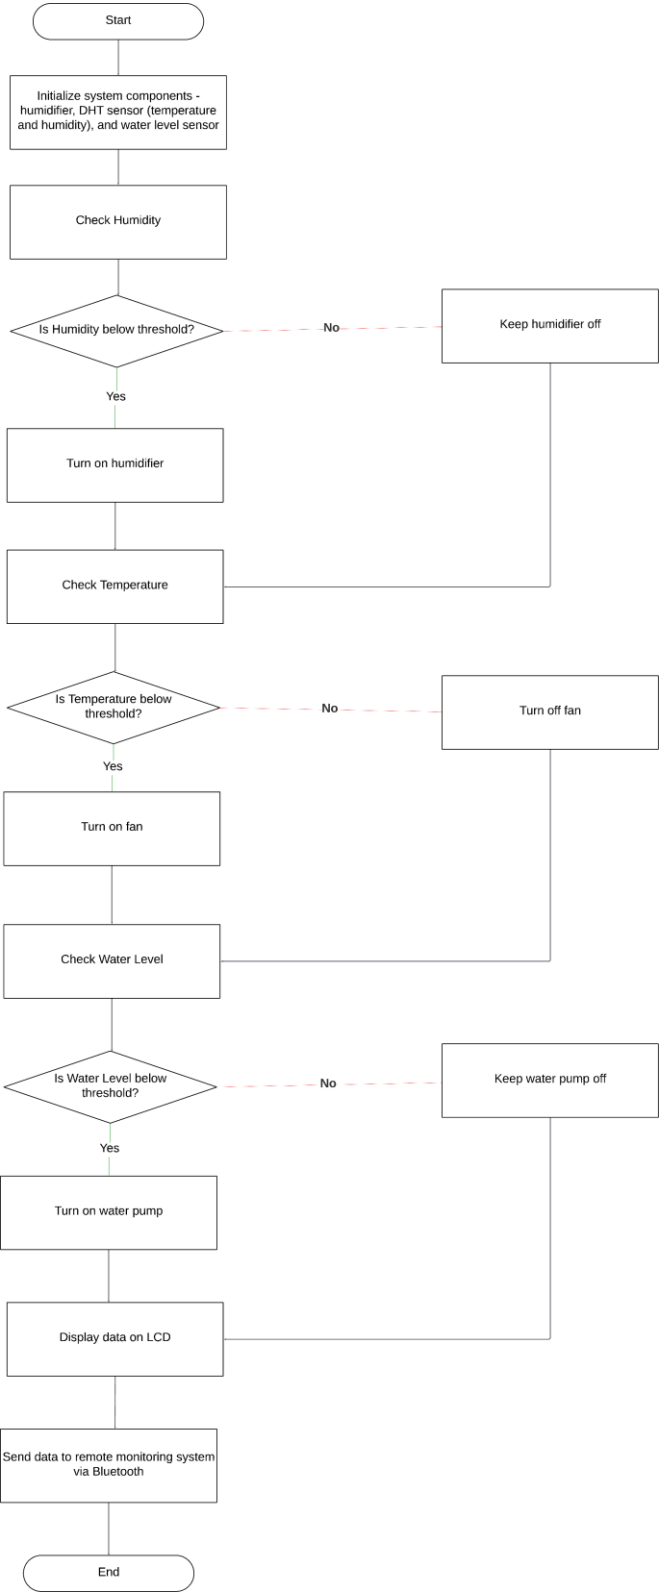 Start
Initialize system components -
humidifier, DHT sensor (temperature
and humidity), and water level sensor
Check Humidity
Is Humidity below threshold?
No
Keep humidifier off
Yes
Turn on humidifier
Check Temperature
Is Temperature below
threshold?
No
Turn off fan
Yes
Turn on fan
Check Water Level
Is Water Level below
threshold?
No
Keep water pump off
Yes
Turn on water pump
Display data on LCD
Send data to remote monitoring system
via Bluetooth
End